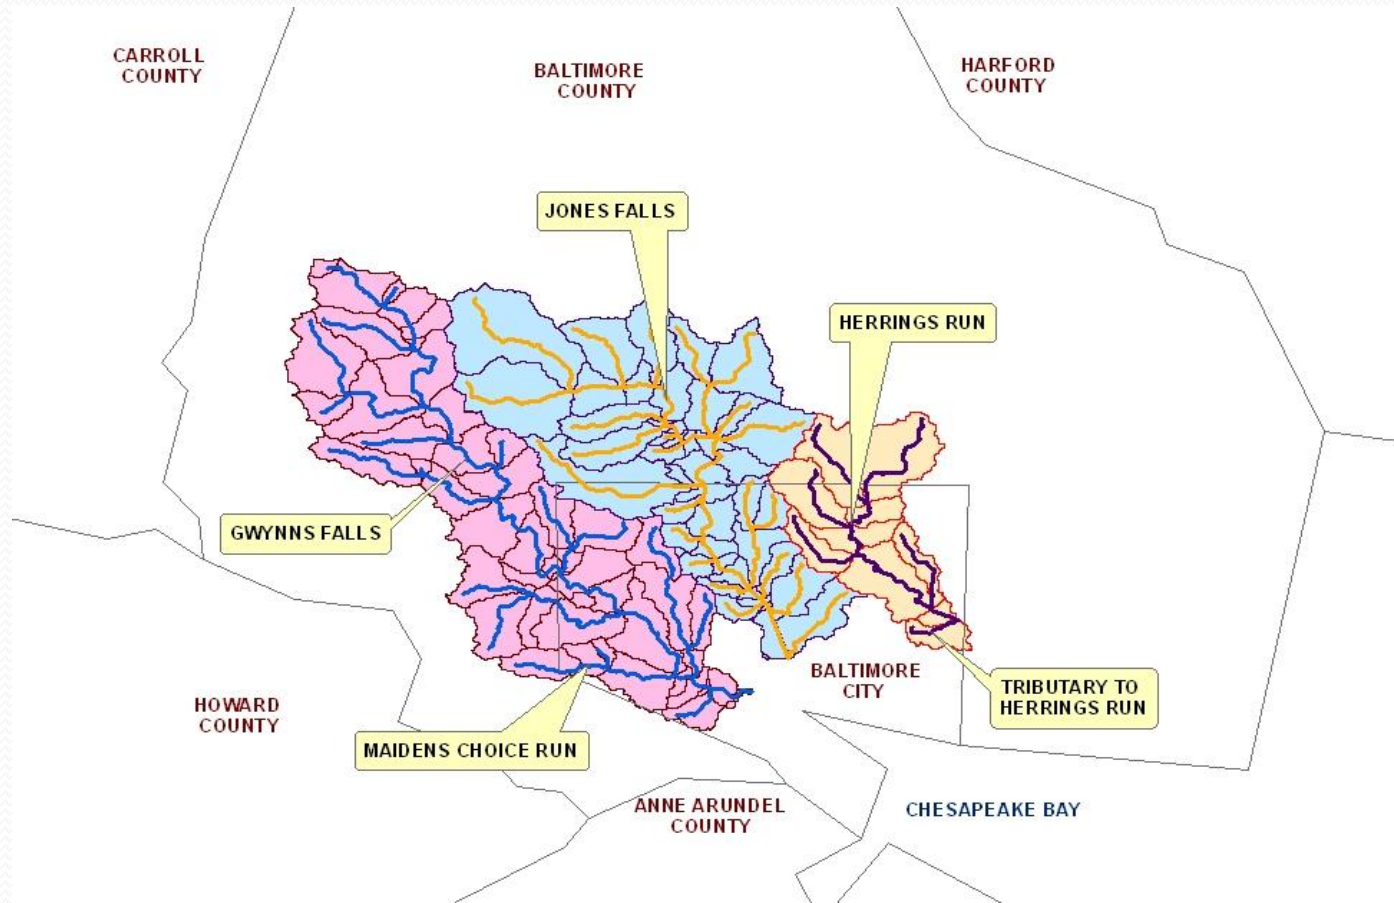 CARROLL
COUNTY
BALTIMORE
COUNTY
HARFORD
COUNTY
JONES FALLS
HERRINGS RUN
GWYNNS FALLS
BALTIMORE
CITY
TRIBUTARY TO
HERRINGS RUN
HOWARD
COUNTY
MAIDENS CHOICE RUN
ANNE ARUNDEL
COUNTY
CHESAPEAKE BAY